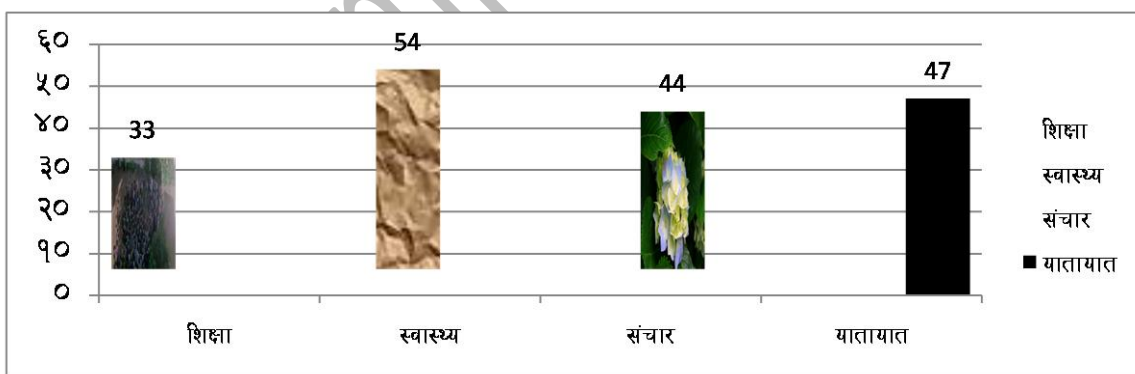 ६०
54
५०
47
44
४०
33
शिक्षा
३०
स्वास्थ्य
२०
संचार
१०
यातायात
०
शिक्षा स्वास्थ्य संचार यातायात